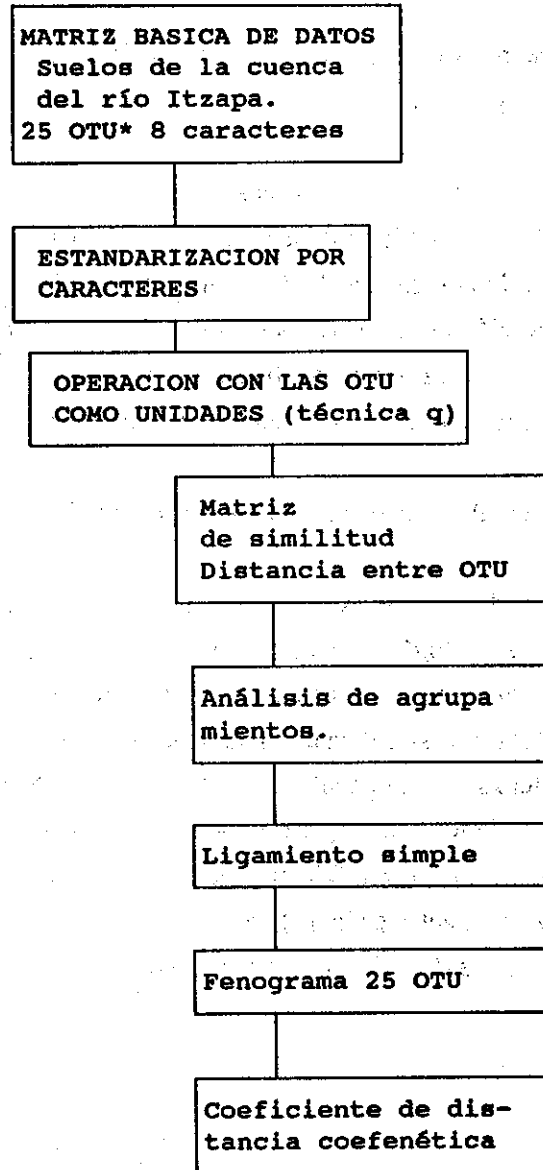 MATRIZ BASICA DE DATOS
Suelos de la cuenca
del río Itzapa.
25 OTU* 8 caracteres
ESTANDARIZACION POR
CARACTERES
OPERACION CON LAS OTU
COMO UNIDADES (técnica q)
Matriz
de similitud
Distancia entre OTU
Análisis de agrupa
mientos.
Ligamiento simple
Fenograma 25 OTU
Coeficiente de dis-
tancia coefenética